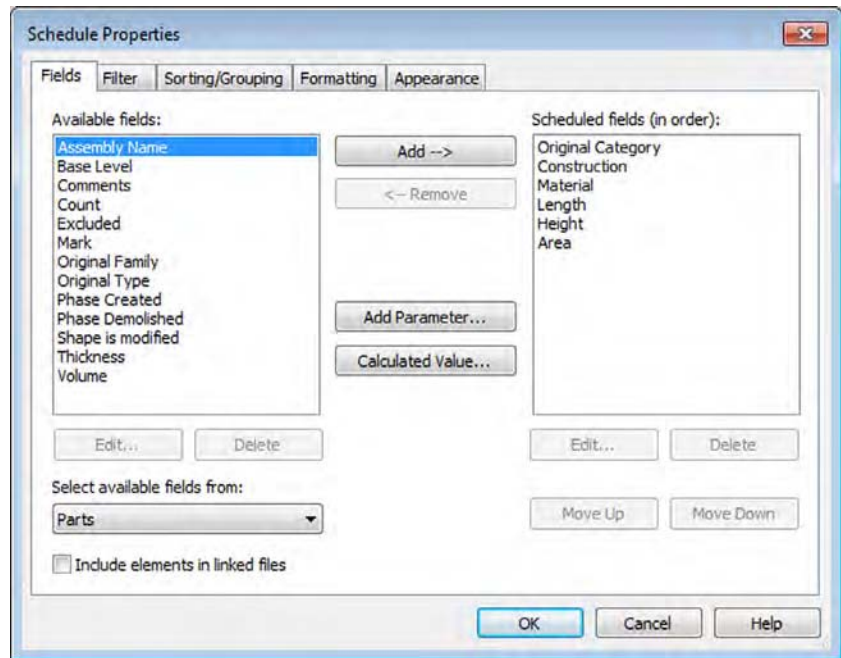 Schedule Properties
Fields
Filter
Sorting/Grouping
Formatting
Appearance
Available fields:
Assembly Name
Base Level
Comments
Count
Excluded
Mark
Original Family
Original Type
Phase Created
Phase Demolished
Shape is modified
Thickness
Volume
Add -->
<-- Remove
Add Parameter...
Calculated Value...
Scheduled fields (in order):
Original Category
Construction
Material
Length
Height
Area
Edit...
Delete
Edit...
Delete
Select available fields from:
Parts
Move Up
Move Down
Include elements in linked files
OK
Cancel
Help